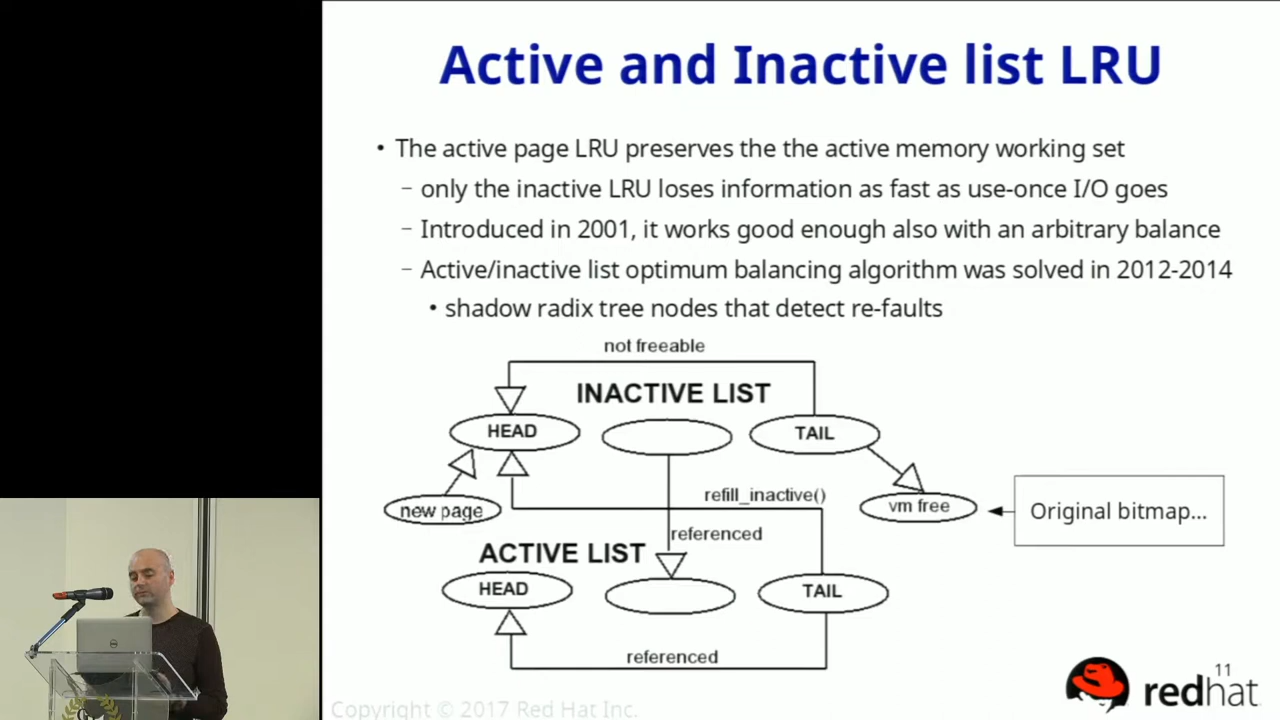 Active and Inactive list LRU
• The active page LRU preserves the the active memory working set
– only the inactive LRU loses information as fast as use-once I/O goes
– Introduced in 2001, it works good enough also with an arbitrary balance
– Active/inactive list optimum balancing algorithm was solved in 2012-2014
• shadow radix tree nodes that detect re-faults
not freeable
INACTIVE LIST
HEAD
TAIL
refill_inactive()
new page
vm free
Original bitmap...
referenced
ACTIVE LIST
HEAD
TAIL
referenced
11
redhat
Copyright © 2017 Red Hat Inc.